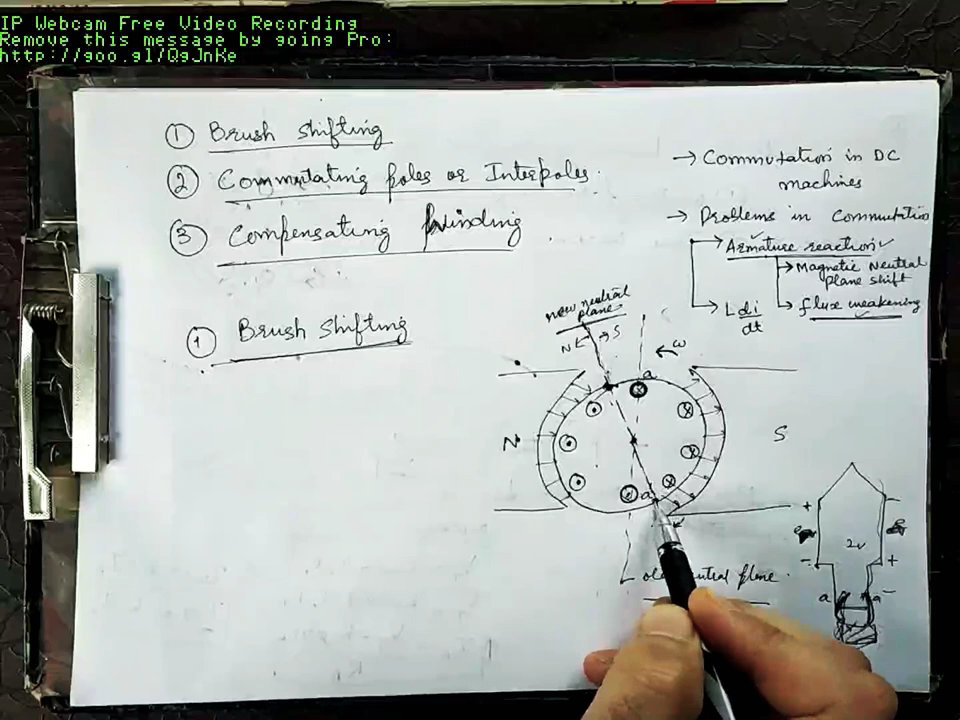 IP Webcam Free Video Recording
Remove this message by going Pro:
http://goo.gl/QgJnKe
① Brush shifting
② Commutating poles or Interpoles
③ Compensating Winding
① Brush shifting
→ Commutation in DC
machines
→ Problems in Commutation
→ Armature reaction
→ Magnetic Neutral
Plane shift
→ flux weakening
→ L di
dt
new neutral
plane
N S
ω
a
N
S
a
old neutral plane
+ -
2v
- +
a a -